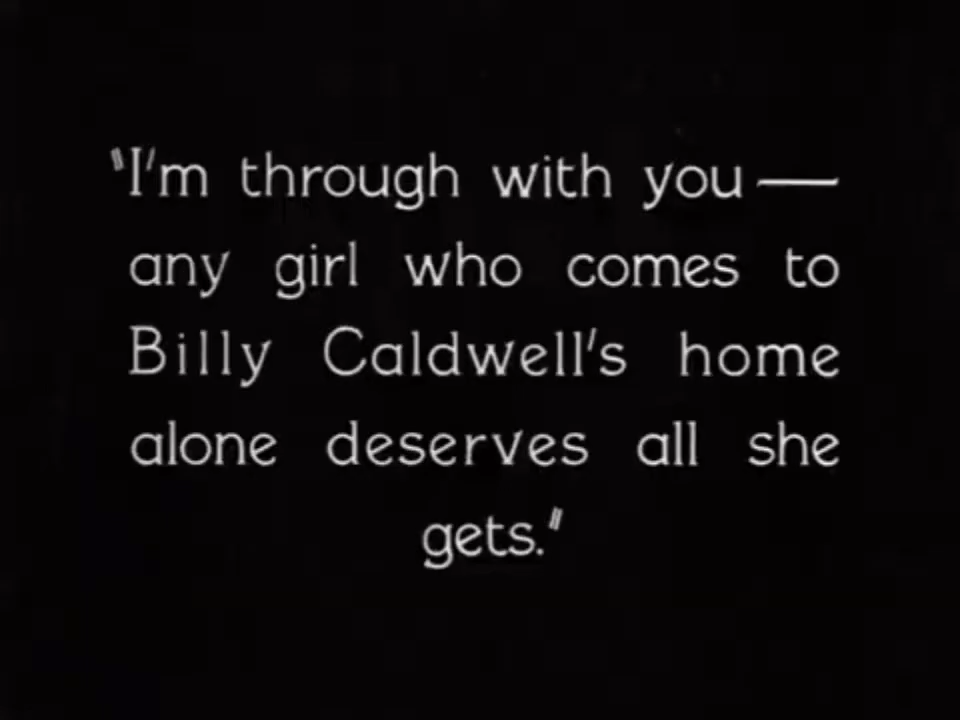 "I'm through with you—
any girl who comes to
Billy Caldwell's home
alone deserves all she
gets."